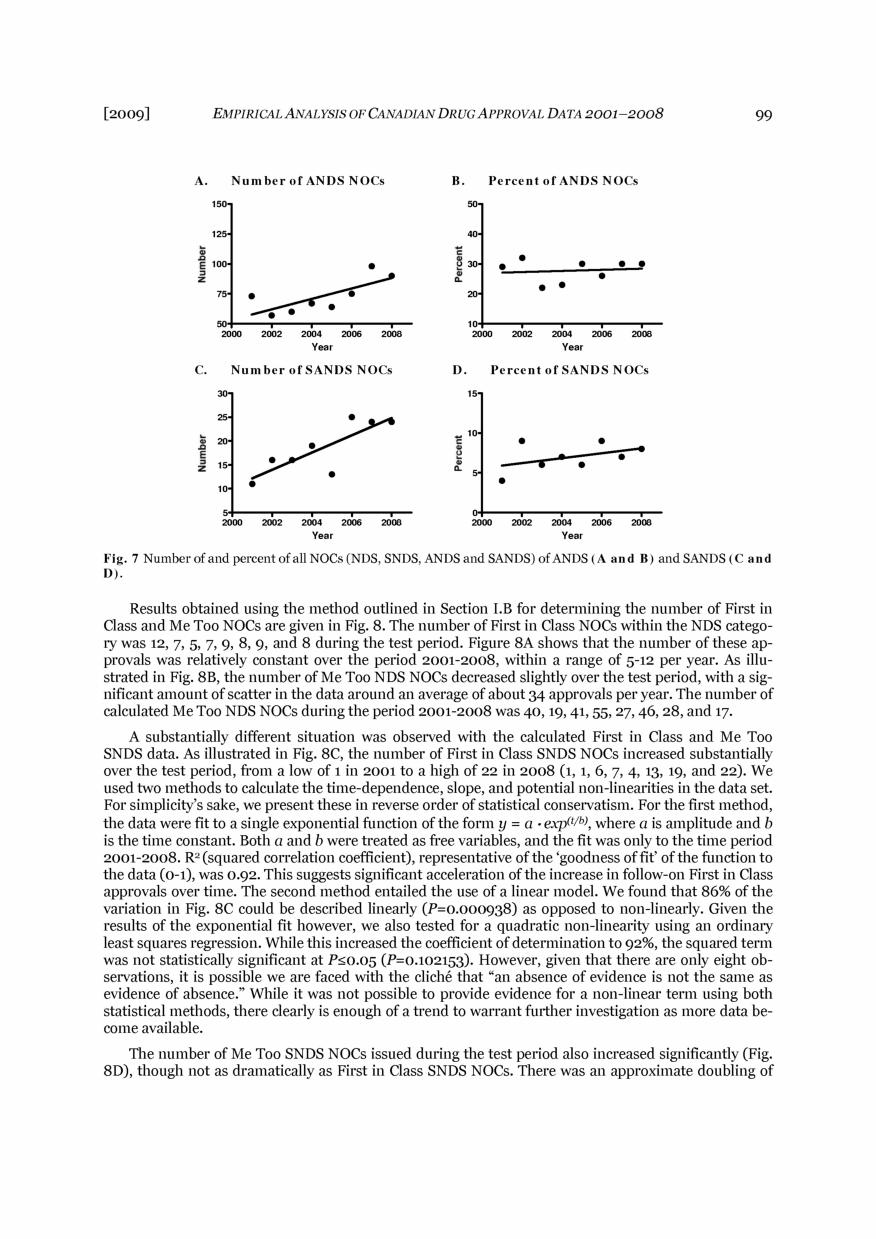 [2009] EMPIRICAL ANALYSIS OF CANADIAN DRUG APPROVAL DATA 2001–2008 99
A. Number of ANDS NOCs
B. Percent of ANDS NOCs
150
125
100
75
50
Number
2000 2002 2004 2006 2008
Year
50
40
30
20
10
Percent
2000 2002 2004 2006 2008
Year
C. Number of SANDS NOCs
D. Percent of SANDS NOCs
30
25
20
15
10
5
Number
2000 2002 2004 2006 2008
Year
15
10
5
0
Percent
2000 2002 2004 2006 2008
Year
Fig. 7 Number of and percent of all NOCs (NDS, SNDS, ANDS and SANDS) of ANDS (A and B) and SANDS (C and
D).
Results obtained using the method outlined in Section I.B for determining the number of First in
Class and Me Too NOCs are given in Fig. 8. The number of First in Class NOCs within the NDS catego-
ry was 12, 7, 5, 7, 9, 8, 9, and 8 during the test period. Figure 8A shows that the number of these ap-
provals was relatively constant over the period 2001-2008, within a range of 5-12 per year. As illu-
strated in Fig. 8B, the number of Me Too NDS NOCs decreased slightly over the test period, with a sig-
nificant amount of scatter in the data around an average of about 34 approvals per year. The number of
calculated Me Too NDS NOCs during the period 2001-2008 was 40, 19, 41, 55, 27, 46, 28, and 17.
A substantially different situation was observed with the calculated First in Class and Me Too
SNDS data. As illustrated in Fig. 8C, the number of First in Class SNDS NOCs increased substantially
over the test period, from a low of 1 in 2001 to a high of 22 in 2008 (1, 1, 6, 7, 4, 13, 19, and 22). We
used two methods to calculate the time-dependence, slope, and potential non-linearities in the data set.
For simplicity's sake, we present these in reverse order of statistical conservatism. For the first method,
the data were fit to a single exponential function of the form y = a · exp(t/b), where a is amplitude and b
is the time constant. Both a and b were treated as free variables, and the fit was only to the time period
2001-2008. R² (squared correlation coefficient), representative of the 'goodness of fit' of the function to
the data (0-1), was 0.92. This suggests significant acceleration of the increase in follow-on First in Class
approvals over time. The second method entailed the use of a linear model. We found that 86% of the
variation in Fig. 8C could be described linearly (P=0.000938) as opposed to non-linearly. Given the
results of the exponential fit however, we also tested for a quadratic non-linearity using an ordinary
least squares regression. While this increased the coefficient of determination to 92%, the squared term
was not statistically significant at P≤0.05 (P=0.102153). However, given that there are only eight ob-
servations, it is possible we are faced with the cliché that “an absence of evidence is not the same as
evidence of absence.” While it was not possible to provide evidence for a non-linear term using both
statistical methods, there clearly is enough of a trend to warrant further investigation as more data be-
come available.
The number of Me Too SNDS NOCs issued during the test period also increased significantly (Fig.
8D), though not as dramatically as First in Class SNDS NOCs. There was an approximate doubling of